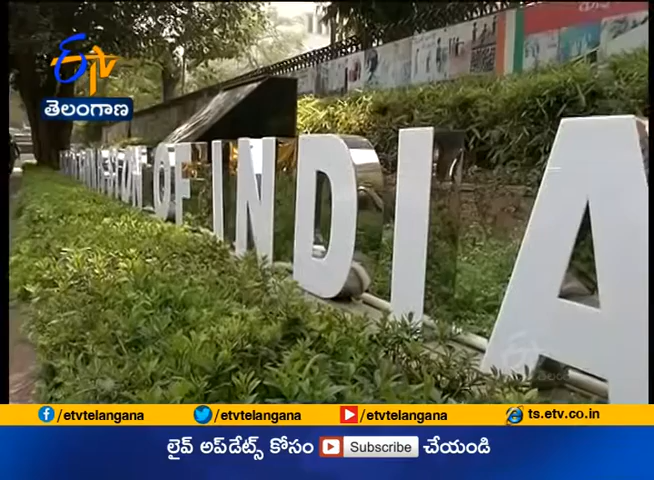 ETV
తెలంగాణ
OF INDIA
/etvtelangana /etvtelangana /etvtelangana ts.etv.co.in
లైవ్ అప్‌డేట్స్ కోసం Subscribe చేయండి